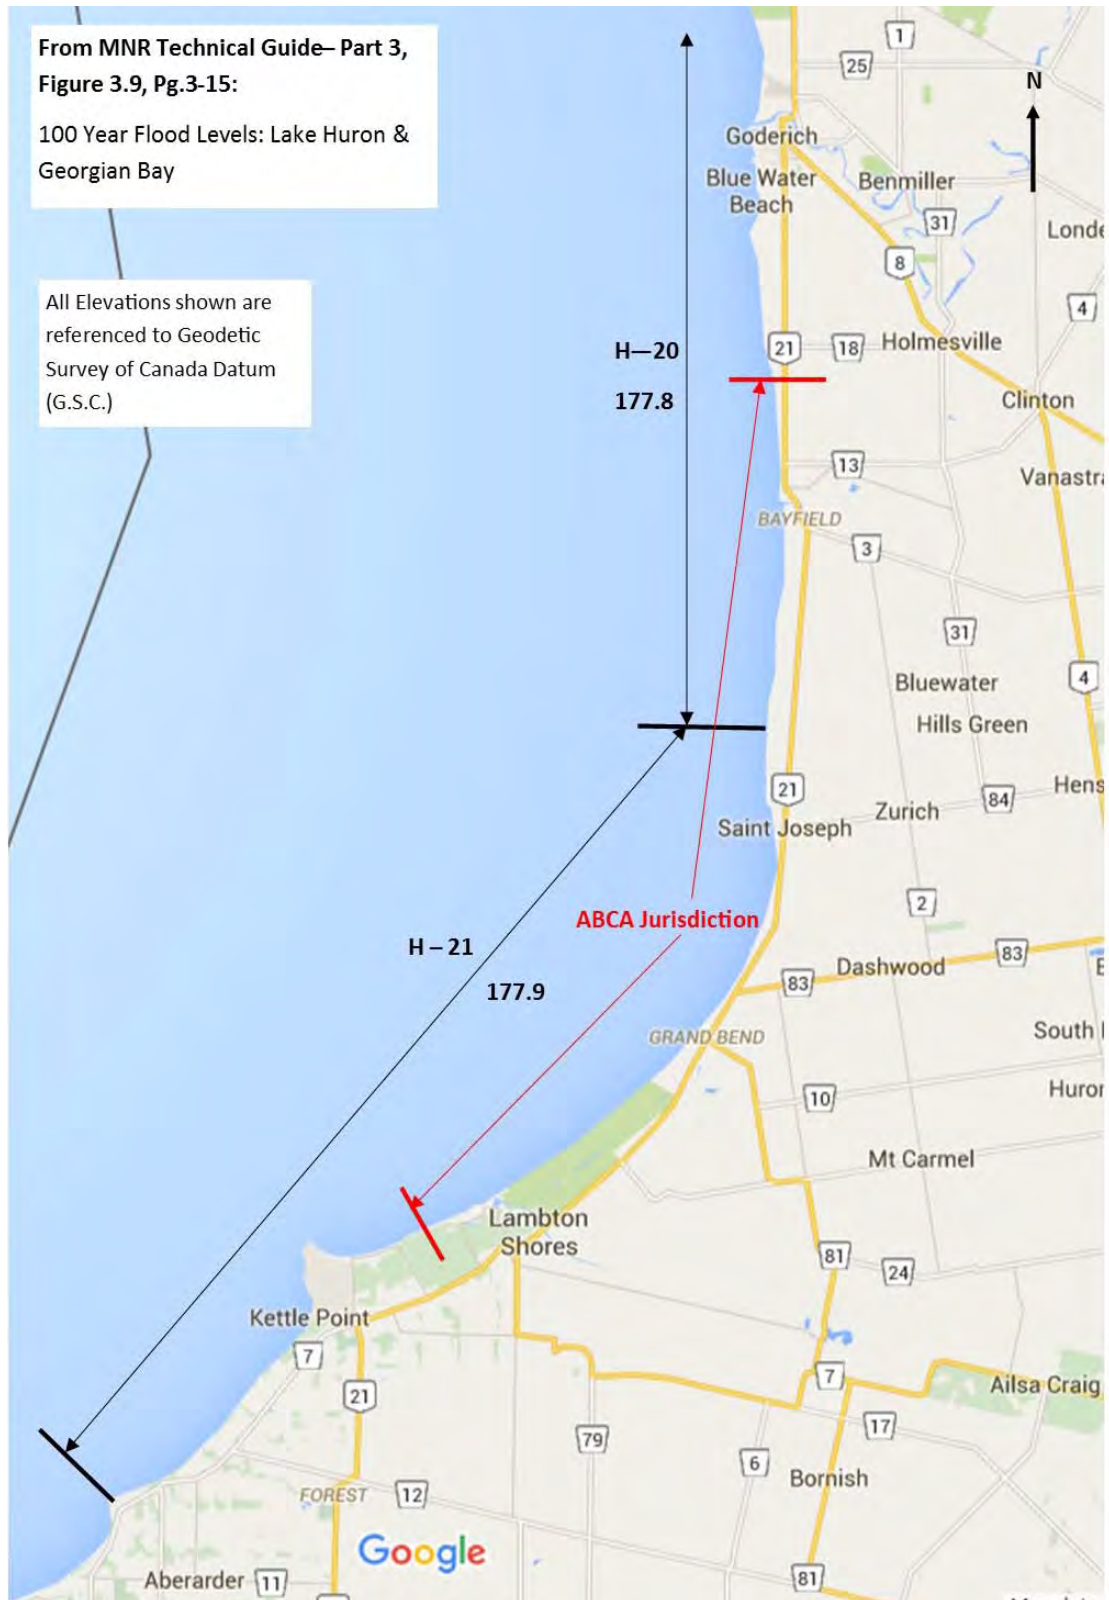 From MNR Technical Guide– Part 3,
Figure 3.9, Pg.3-15:
100 Year Flood Levels: Lake Huron &
Georgian Bay
1
25
N
Goderich
Blue Water
Beach
Benmiller
31
Londe
8
All Elevations shown are
referenced to Geodetic
Survey of Canada Datum
(G.S.C.)
4
H—20
177.8
21
18
Holmesville
Clinton
13
Vanastra
BAYFIELD
3
31
Bluewater
4
Hills Green
21
Hens
84
Zurich
Saint Joseph
2
ABCA Jurisdiction
H – 21
177.9
83
Dashwood
83
E
GRAND BEND
South
10
Huron
Mt Carmel
Lambton
Shores
81
24
Kettle Point
7
7
21
Ailsa Craig
17
79
6
Bornish
FOREST
12
Google
Aberarder
11
81